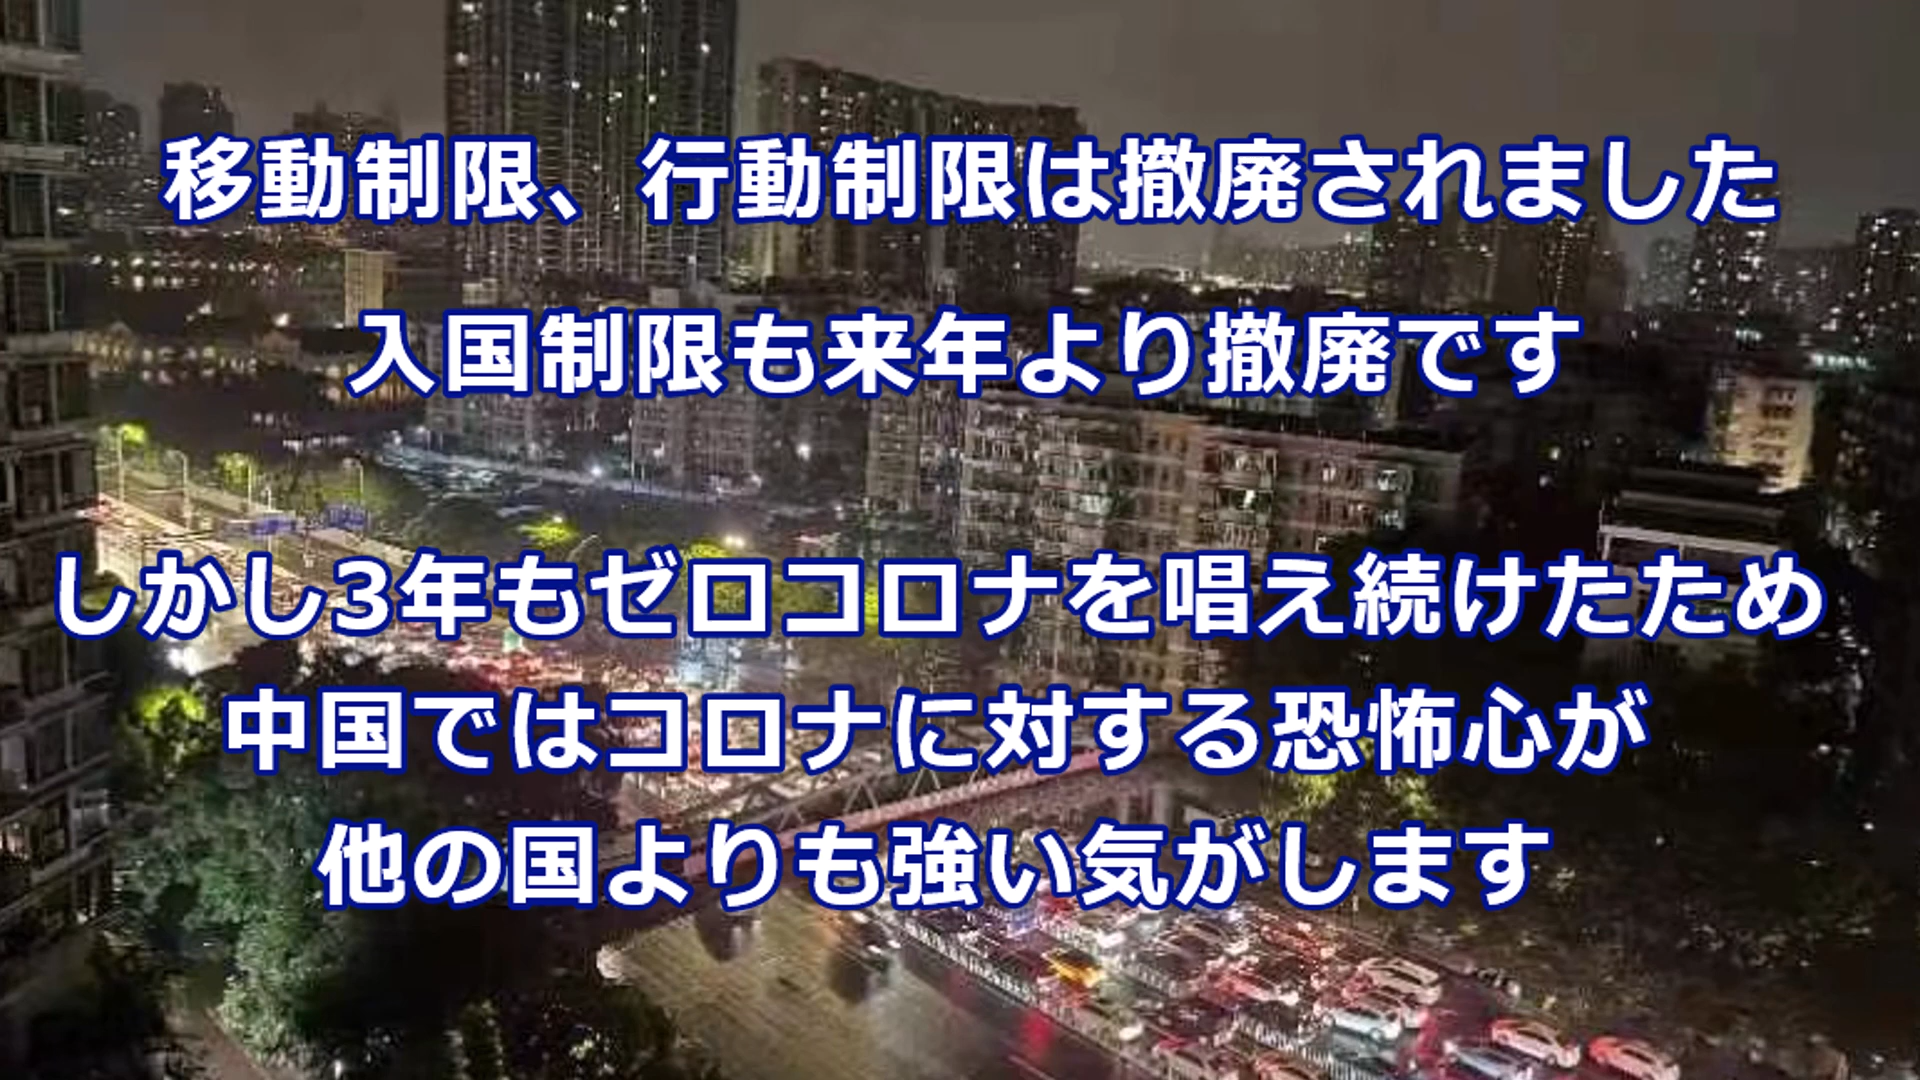 移動制限、行動制限は撤廃されました
入国制限も来年より撤廃です
しかし3年もゼロコロナを唱え続けたため
中国ではコロナに対する恐怖心が
他の国よりも強い気がします